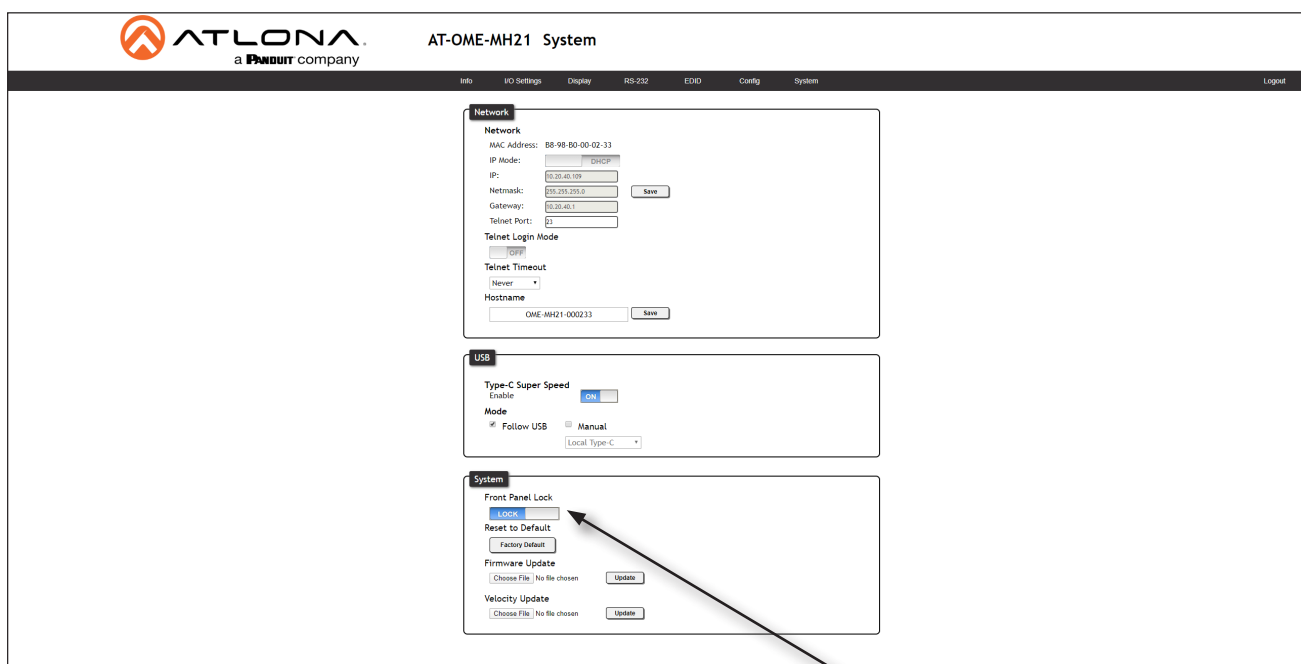 ATLONA.
a PANDUIT company
AT-OME-MH21 System
Info I/O Settings Display RS-232 EDID Config System Logout
Network
Network
MAC Address: B8-98-B0-00-02-33
IP Mode: DHCP
IP: 10.20.40.109
Netmask: 255.255.255.0 Save
Gateway: 10.20.40.1
Telnet Port: 23
Telnet Login Mode
OFF
Telnet Timeout
Never
Hostname
OME-MH21-000233 Save
USB
Type-C Super Speed
Enable ON
Mode
Follow USB Manual
Local Type-C
System
Front Panel Lock
LOCK
Reset to Default
Factory Default
Firmware Update
Choose File No file chosen Update
Velocity Update
Choose File No file chosen Update